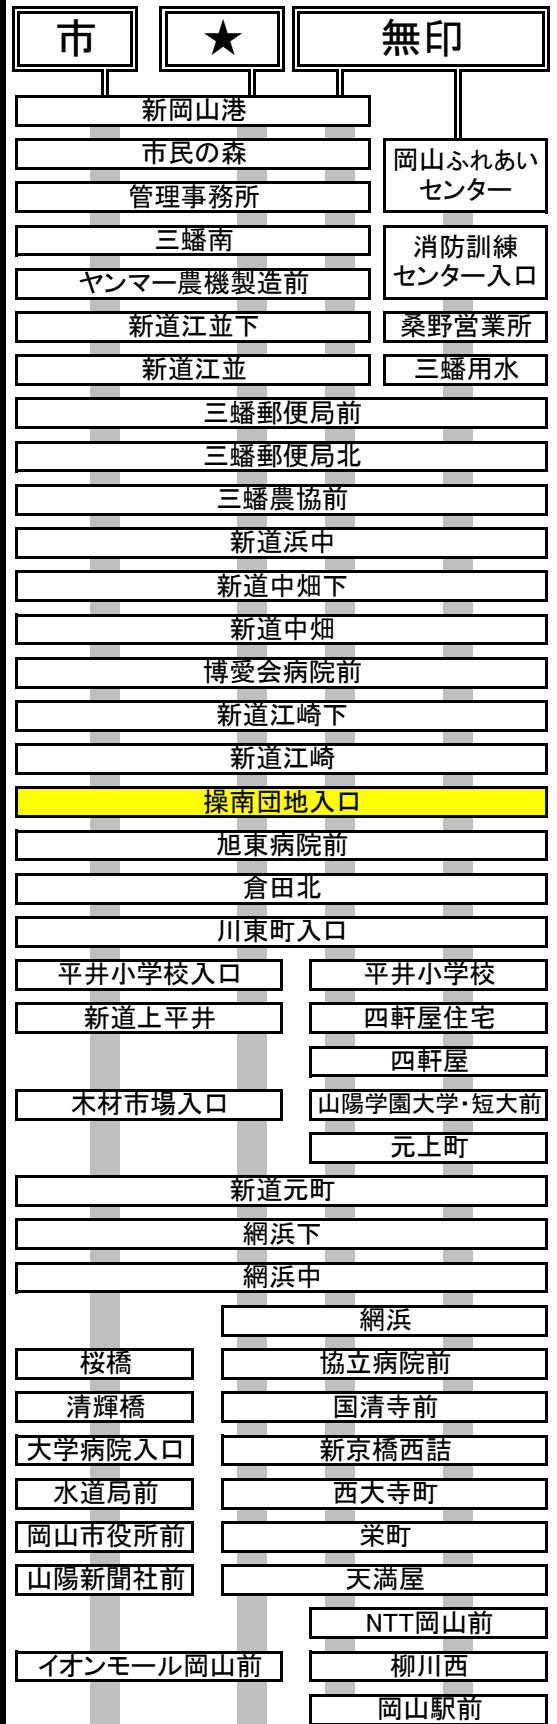 市
★
無印
新岡山港
市民の森
岡山ふれあい
センター
管理事務所
三蟠南
消防訓練
センター入口
ヤンマー農機製造前
新道江並下
桑野営業所
新道江並
三蟠用水
三蟠郵便局前
三蟠郵便局北
三蟠農協前
新道浜中
新道中畑下
新道中畑
博愛会病院前
新道江崎下
新道江崎
操南団地入口
旭東病院前
倉田北
川東町入口
平井小学校入口
平井小学校
新道上平井
四軒屋住宅
四軒屋
木材市場入口
山陽学園大学・短大前
元上町
新道元町
網浜下
網浜中
網浜
桜橋
協立病院前
清輝橋
国清寺前
大学病院入口
新京橋西詰
水道局前
西大寺町
岡山市役所前
栄町
山陽新聞社前
天満屋
NTT岡山前
イオンモール岡山前
柳川西
岡山駅前